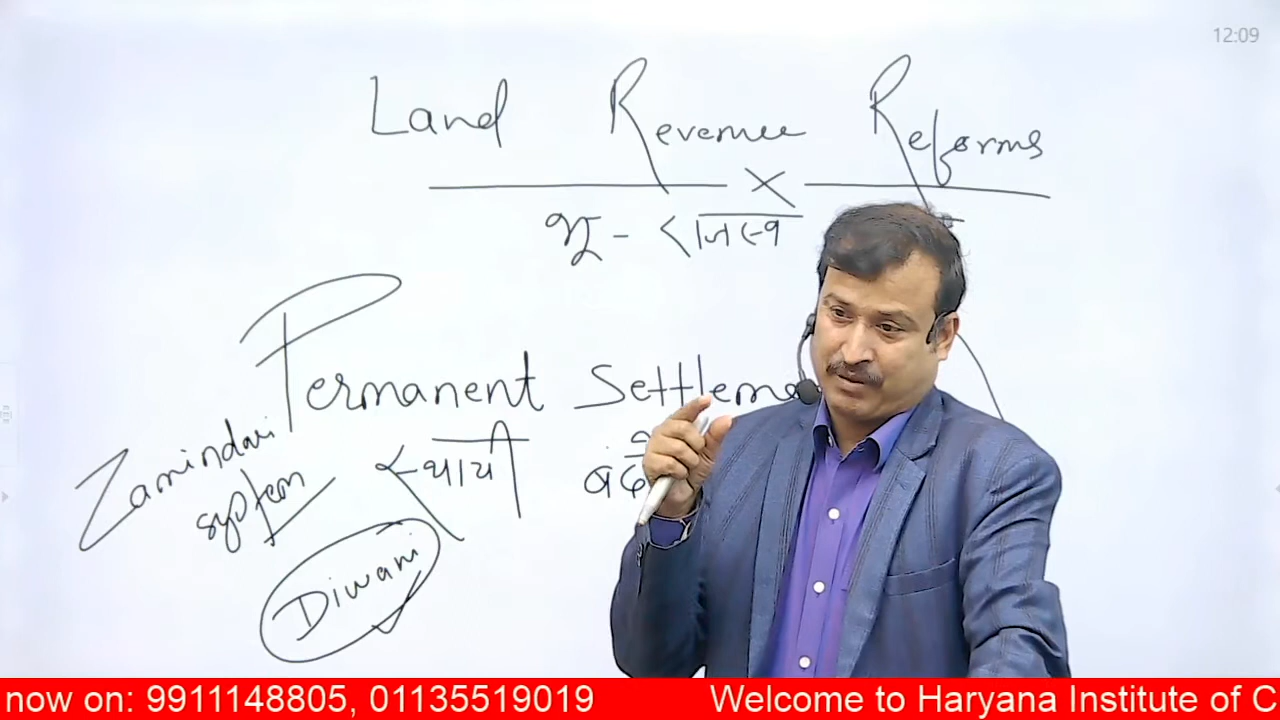 12:09
Land Revenue Reforms
भू - राजस्व
Permanent Settlem
Zamindari
system
स्थायी
Diwani
now on: 9911148805, 01135519019 Welcome to Haryana Institute of C